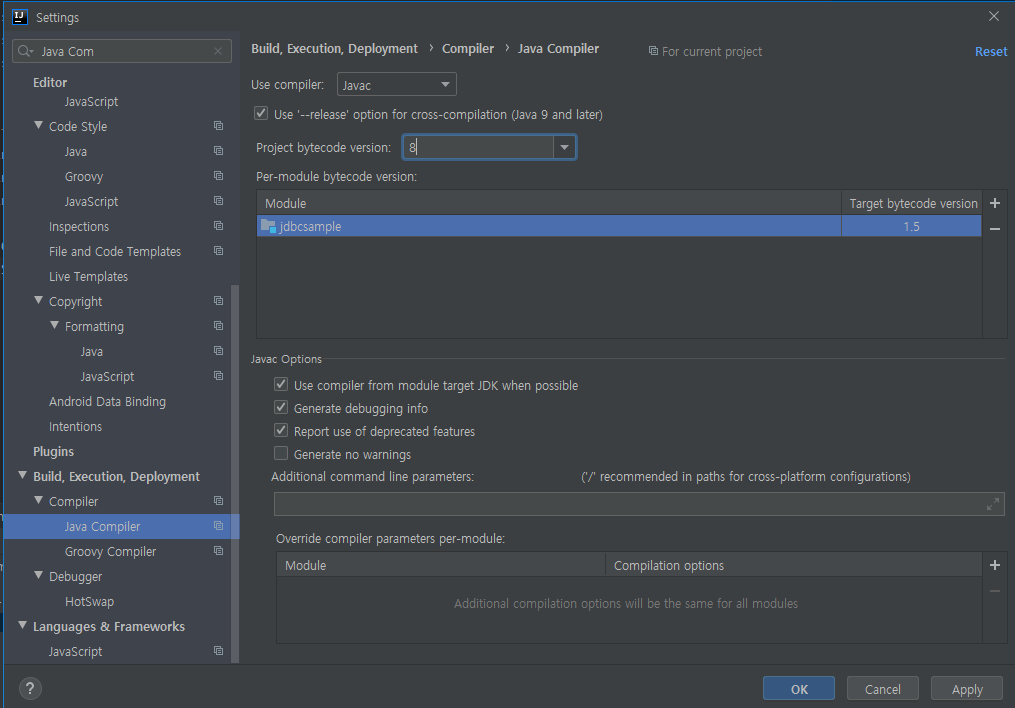 Settings
Java Com
Editor
JavaScript
Code Style
Java
Groovy
JavaScript
Inspections
File and Code Templates
Live Templates
Copyright
Formatting
Java
JavaScript
Android Data Binding
Intentions
Plugins
Build, Execution, Deployment
Compiler
Java Compiler
Groovy Compiler
Debugger
HotSwap
Languages & Frameworks
JavaScript
Build, Execution, Deployment › Compiler › Java Compiler For current project Reset
Use compiler: Javac
Use '--release' option for cross-compilation (Java 9 and later)
Project bytecode version: 8
Per-module bytecode version:
Module Target bytecode version
jdbcsample 1.5
Javac Options
Use compiler from module target JDK when possible
Generate debugging info
Report use of deprecated features
Generate no warnings
Additional command line parameters: ('/' recommended in paths for cross-platform configurations)
Override compiler parameters per-module:
Module Compilation options
Additional compilation options will be the same for all modules
? OK Cancel Apply